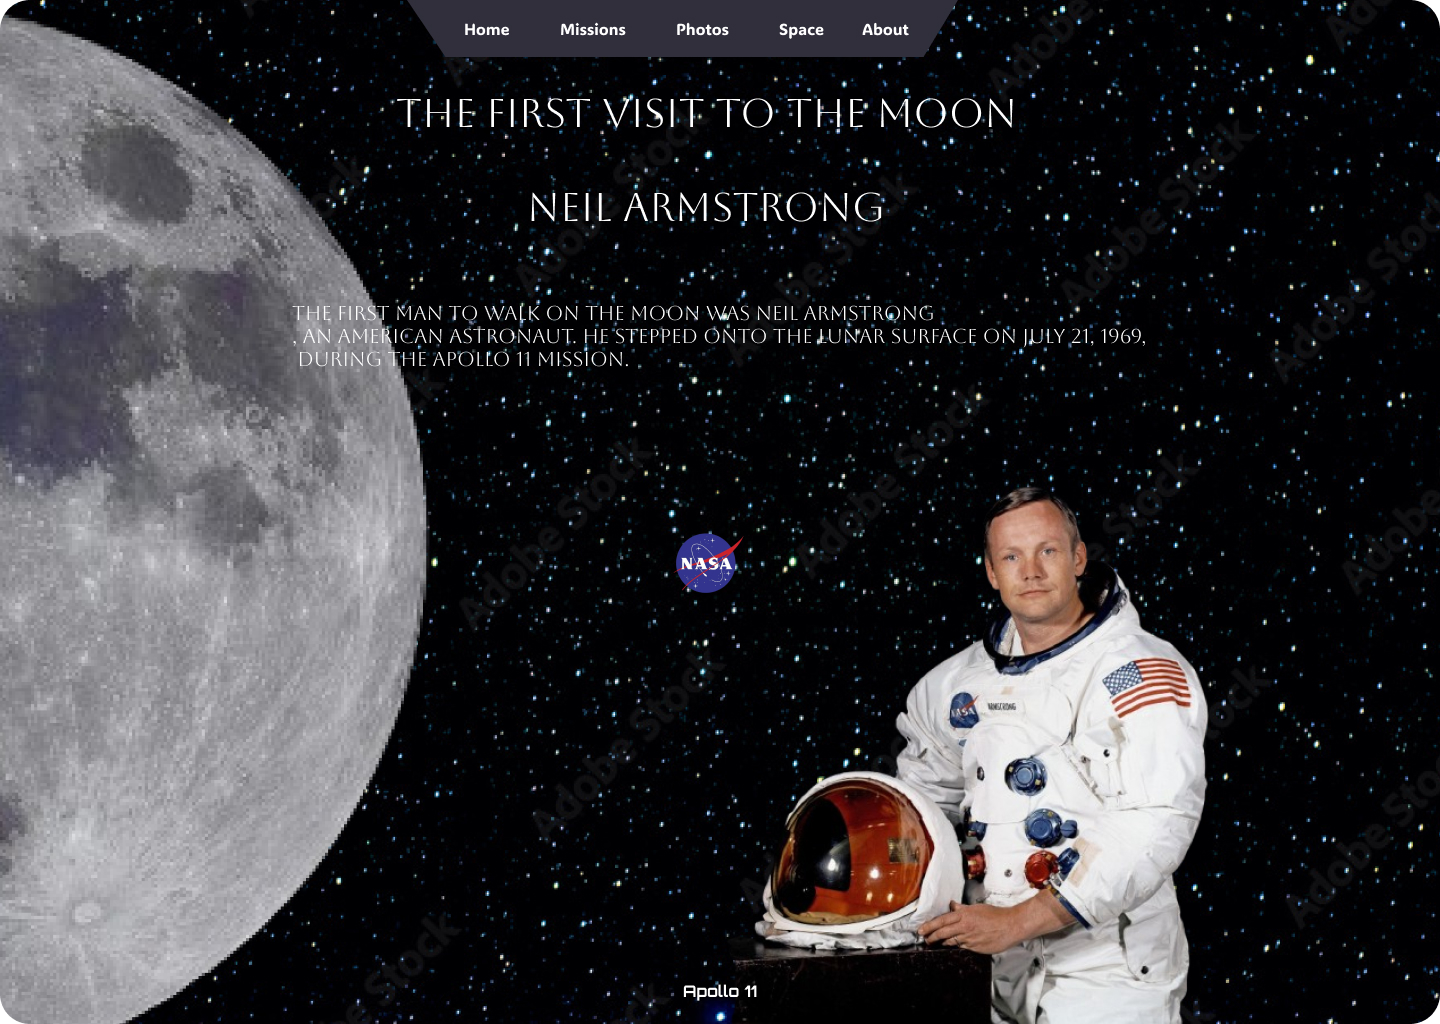 Home Missions Photos Space About
THE FIRST VISIT TO THE MOON
NEIL ARMSTRONG
THE FIRST MAN TO WALK ON THE MOON WAS NEIL ARMSTRONG
, AN AMERICAN ASTRONAUT. HE STEPPED ONTO THE LUNAR SURFACE ON JULY 21, 1969,
DURING THE APOLLO 11 MISSION.
NASA
NASA
ARMSTRONG
Apollo 11
Adobe Stock